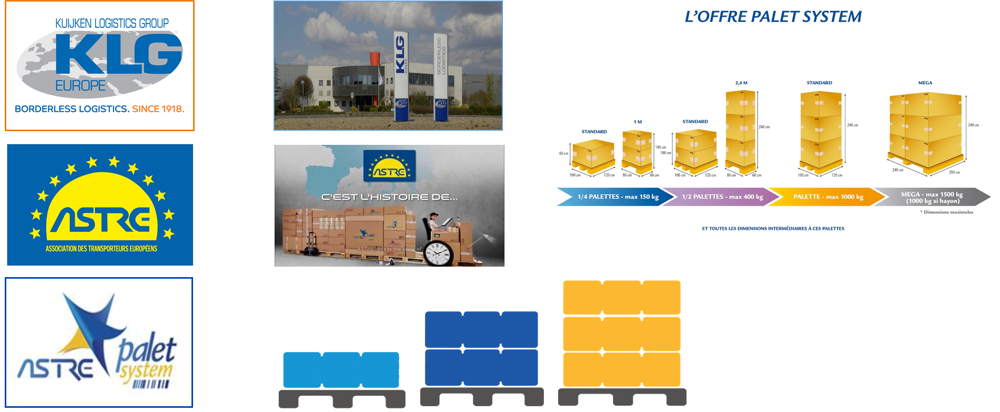 KUIJKEN LOGISTICS GROUP
KLG
EUROPE
BORDERLESS LOGISTICS. SINCE 1918.
KLG
EUROPE
BORDERLESS
LOGISTICS
KLG
KLG
L'OFFRE PALET SYSTEM
STANDARD
1 M
STANDARD
2,4 M
STANDARD
MEGA
60 cm
100 cm
120 cm
100 cm
80 cm
60 cm
100 cm
100 cm
120 cm
240 cm
80 cm
60 cm
240 cm
100 cm
120 cm
240 cm
240 cm
200 cm
1/4 PALETTES - max 150 kg
1/2 PALETTES - max 400 kg
PALETTE - max 1000 kg
MEGA - max 1500 kg
(1000 kg si hayon)
* Dimensions maximales
ET TOUTES LES DIMENSIONS INTERMÉDIAIRES À CES PALETTES
ASTRE
ASSOCIATION DES TRANSPORTEURS EUROPÉENS
ASTRE
C'EST L'HISTOIRE DE...
palet
ASTRE, this is the story of
ASTRE
palet
system